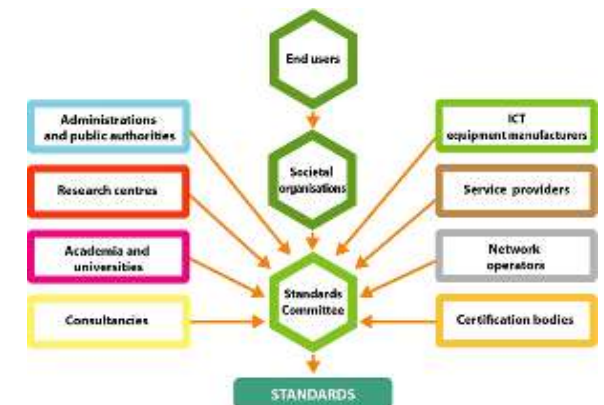 End users
Administrations
and public authorities
ICT
equipment manufacturers
Societal
organisations
Research centres
Service providers
Academia and
universities
Network
operators
Standards
Committee
Consultancies
Certification bodies
STANDARDS